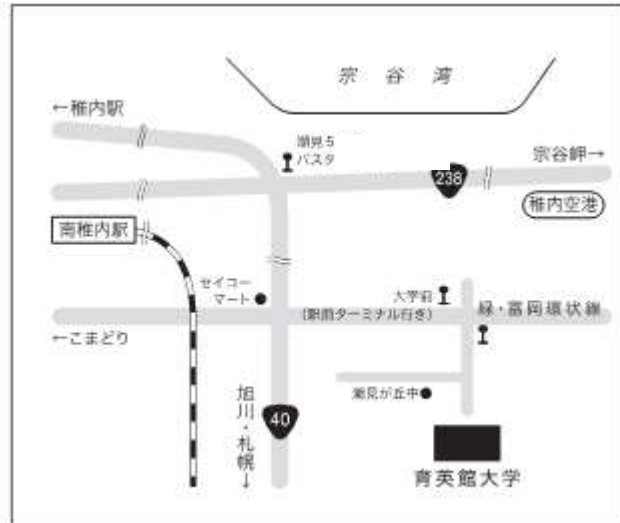 宗谷湾
←稚内駅
潮見5
バスタ
宗谷岬→
238
稚内空港
南稚内駅
セイコー
マート
大学前
緑・富岡環状線
(駅前ターミナル行き)
←こまどり
潮見が丘中
旭川・札幌→
40
育英館大学